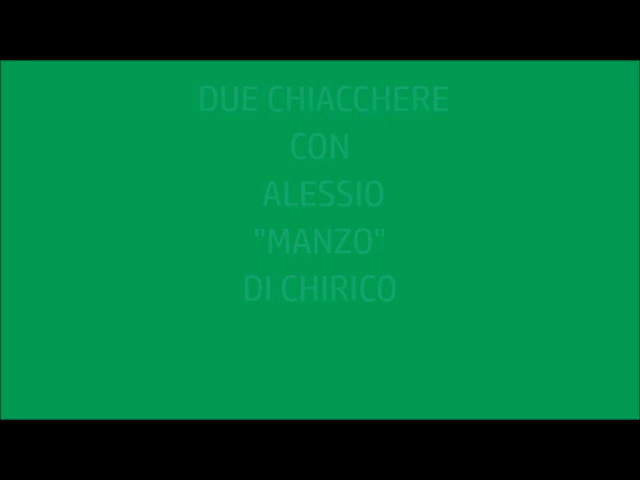 DUE CHIACCHERE
CON
ALESSIO
"MANZO"
DI CHIRICO